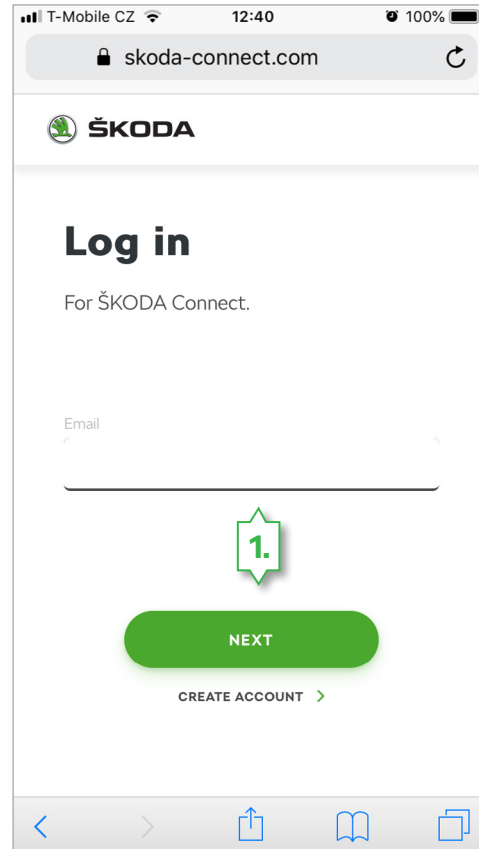 T-Mobile CZ 12:40 100%
skoda-connect.com
ŠKODA
Log in
For ŠKODA Connect.
Email
1.
NEXT
CREATE ACCOUNT